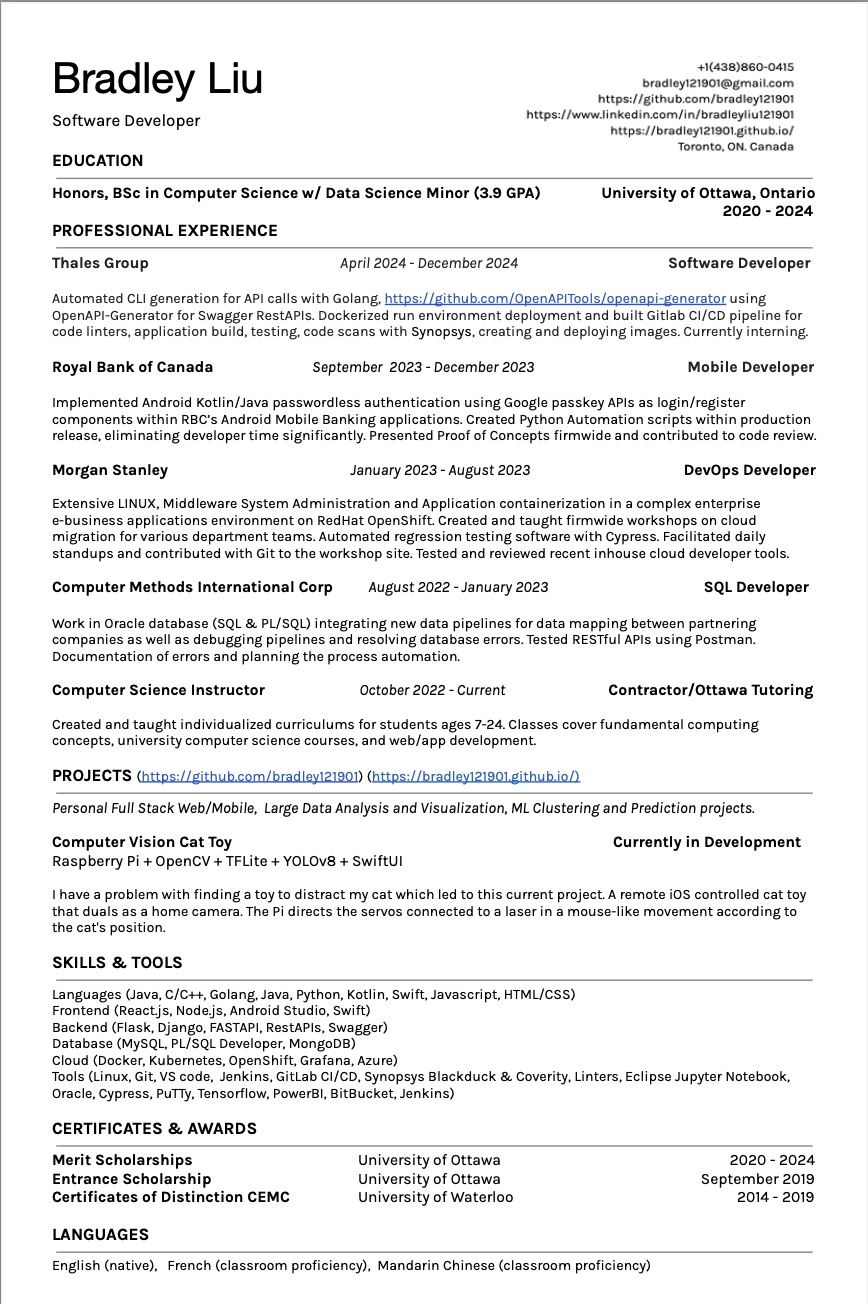 Bradley Liu
Software Developer
+1(438)860-0415
bradley121901@gmail.com
https://github.com/bradley121901
https://www.linkedin.com/in/bradleyliu121901
https://bradley121901.github.io/
Toronto, ON. Canada
EDUCATION
Honors, BSc in Computer Science w/ Data Science Minor (3.9 GPA) University of Ottawa, Ontario
2020 - 2024
PROFESSIONAL EXPERIENCE
Thales Group April 2024 - December 2024 Software Developer
Automated CLI generation for API calls with Golang, https://github.com/OpenAPITools/openapi-generator using
OpenAPI-Generator for Swagger RestAPIs. Dockerized run environment deployment and built Gitlab CI/CD pipeline for
code linters, application build, testing, code scans with Synopsys, creating and deploying images. Currently interning.
Royal Bank of Canada September 2023 - December 2023 Mobile Developer
Implemented Android Kotlin/Java passwordless authentication using Google passkey APIs as login/register
components within RBC's Android Mobile Banking applications. Created Python Automation scripts within production
release, eliminating developer time significantly. Presented Proof of Concepts firmwide and contributed to code review.
Morgan Stanley January 2023 - August 2023 DevOps Developer
Extensive LINUX, Middleware System Administration and Application containerization in a complex enterprise
e-business applications environment on RedHat OpenShift. Created and taught firmwide workshops on cloud
migration for various department teams. Automated regression testing software with Cypress. Facilitated daily
standups and contributed with Git to the workshop site. Tested and reviewed recent inhouse cloud developer tools.
Computer Methods International Corp August 2022 - January 2023 SQL Developer
Work in Oracle database (SQL & PL/SQL) integrating new data pipelines for data mapping between partnering
companies as well as debugging pipelines and resolving database errors. Tested RESTful APIs using Postman.
Documentation of errors and planning the process automation.
Computer Science Instructor October 2022 - Current Contractor/Ottawa Tutoring
Created and taught individualized curriculums for students ages 7-24. Classes cover fundamental computing
concepts, university computer science courses, and web/app development.
PROJECTS (https://github.com/bradley121901) (https://bradley121901.github.io/)
Personal Full Stack Web/Mobile, Large Data Analysis and Visualization, ML Clustering and Prediction projects.
Computer Vision Cat Toy Currently in Development
Raspberry Pi + OpenCV + TFLite + YOLOv8 + SwiftUI
I have a problem with finding a toy to distract my cat which led to this current project. A remote iOS controlled cat toy
that duals as a home camera. The Pi directs the servos connected to a laser in a mouse-like movement according to
the cat's position.
SKILLS & TOOLS
Languages (Java, C/C++, Golang, Java, Python, Kotlin, Swift, Javascript, HTML/CSS)
Frontend (React.js, Node.js, Android Studio, Swift)
Backend (Flask, Django, FASTAPI, RestAPIs, Swagger)
Database (MySQL, PL/SQL Developer, MongoDB)
Cloud (Docker, Kubernetes, OpenShift, Grafana, Azure)
Tools (Linux, Git, VS code, Jenkins, GitLab CI/CD, Synopsys Blackduck & Coverity, Linters, Eclipse Jupyter Notebook,
Oracle, Cypress, PuTTy, Tensorflow, PowerBI, BitBucket, Jenkins)
CERTIFICATES & AWARDS
Merit Scholarships University of Ottawa 2020 - 2024
Entrance Scholarship University of Ottawa September 2019
Certificates of Distinction CEMC University of Waterloo 2014 - 2019
LANGUAGES
English (native), French (classroom proficiency), Mandarin Chinese (classroom proficiency)